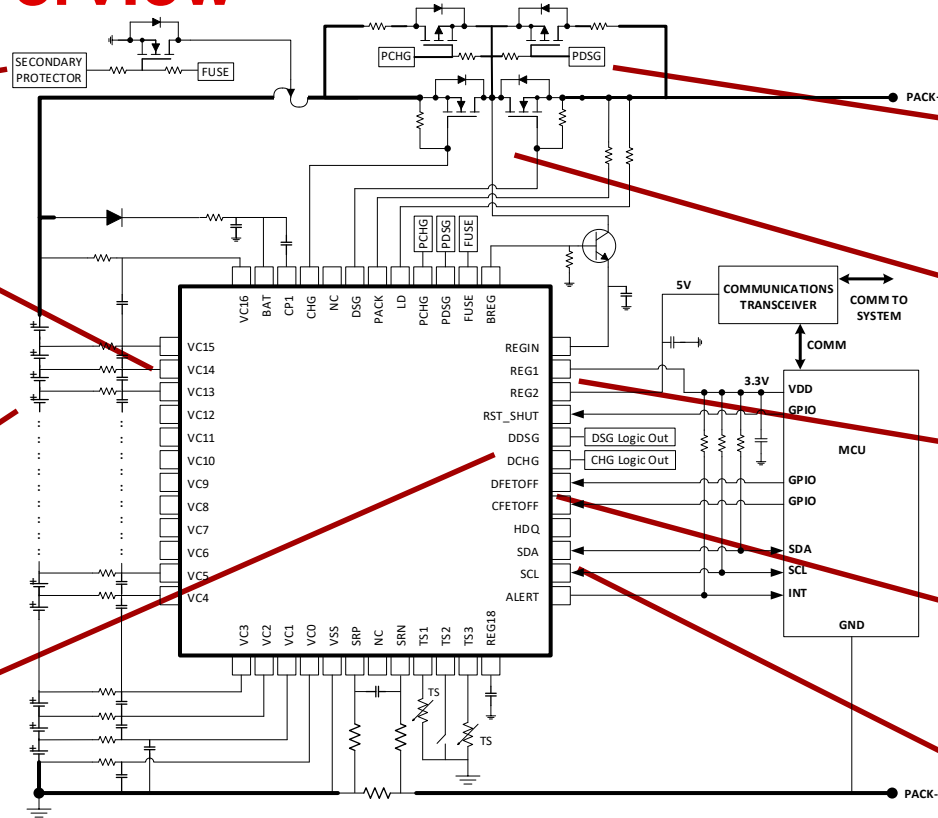 SECONDARY
PROTECTOR
FUSE
PCHG
PDSG
PACK-
PCHG
PDSG
FUSE
VC16
BAT
CP1
CHG
NC
DSG
PACK
LD
PCHG
PDSG
FUSE
BREG
VC15
VC14
VC13
VC12
VC11
VC10
VC9
VC8
VC7
VC6
VC5
VC4
REGIN
REG1
REG2
RST_SHUT
DDSG
DCHG
DFETOFF
CFETOFF
HDQ
SDA
SCL
ALERT
VC3
VC2
VC1
VC0
VSS
SRP
NC
SRN
TS1
TS2
TS3
REG18
DSG Logic Out
CHG Logic Out
5V
COMMUNICATIONS
TRANSCEIVER
COMM TO
SYSTEM
COMM
3.3V
VDD
GPIO
MCU
GPIO
GPIO
SDA
SCL
INT
GND
TS
TS
PACK-